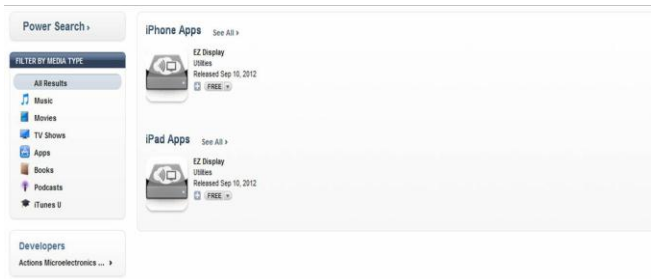 Power Search ›
FILTER BY MEDIA TYPE
All Results
Music
Movies
TV Shows
Apps
Books
Podcasts
iTunes U
Developers
Actions Microelectronics ... ›
iPhone Apps See All ›
EZ Display
Utilities
Released Sep 10, 2012
FREE
iPad Apps See All ›
EZ Display
Utilities
Released Sep 10, 2012
FREE